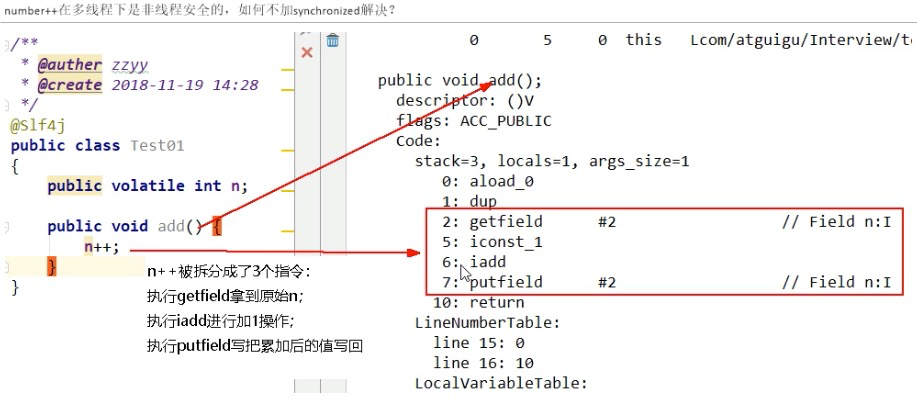 number++在多线程下是非线程安全的，如何不加synchronized解决？
/**
* @auther zzyy
* @create 2018-11-19 14:28
*/
@Slf4j
public class Test01
{
public volatile int n;
public void add() {
n++;
}
}
n++被拆分成了3个指令：
执行getfield拿到原始n；
执行iadd进行加1操作；
执行putfield写把累加后的值写回
0 5 0 this Lcom/atguigu/Interview/te
public void add();
descriptor: ()V
flags: ACC_PUBLIC
Code:
stack=3, locals=1, args_size=1
0: aload_0
1: dup
2: getfield #2 // Field n:I
5: iconst_1
6: iadd
7: putfield #2 // Field n:I
10: return
LineNumberTable:
line 15: 0
line 16: 10
LocalVariableTable: